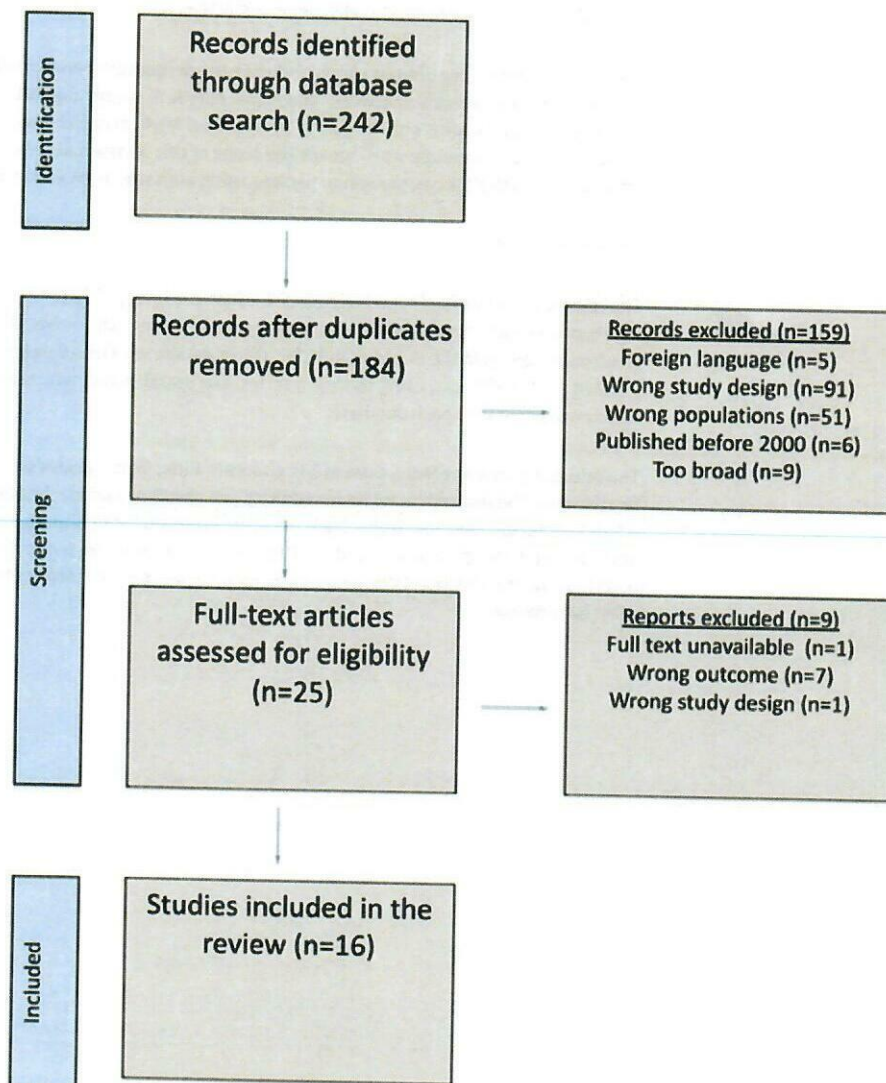 Identification
Records identified
through database
search (n=242)
Screening
Records after duplicates
removed (n=184)
Records excluded (n=159)
Foreign language (n=5)
Wrong study design (n=91)
Wrong populations (n=51)
Published before 2000 (n=6)
Too broad (n=9)
Full-text articles
assessed for eligibility
(n=25)
Reports excluded (n=9)
Full text unavailable (n=1)
Wrong outcome (n=7)
Wrong study design (n=1)
Included
Studies included in the
review (n=16)